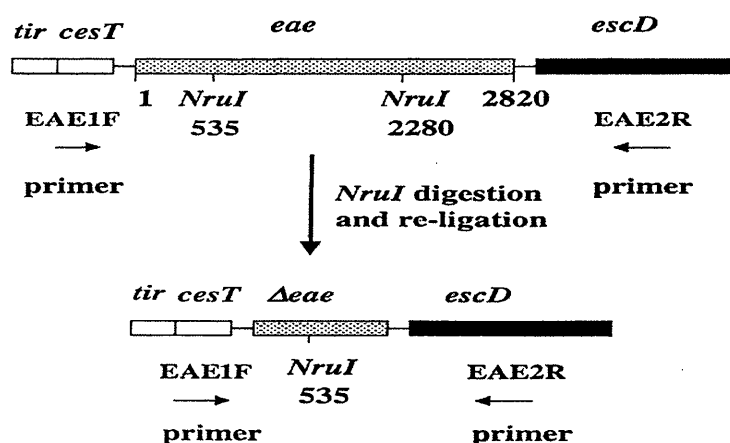 tir cesT eae escD
1 NruI NruI 2820
535 2280
EAE1F EAE2R
primer primer
NruI digestion
and re-ligation
tir cesT Δeae escD
EAE1F NruI EAE2R
535
primer primer